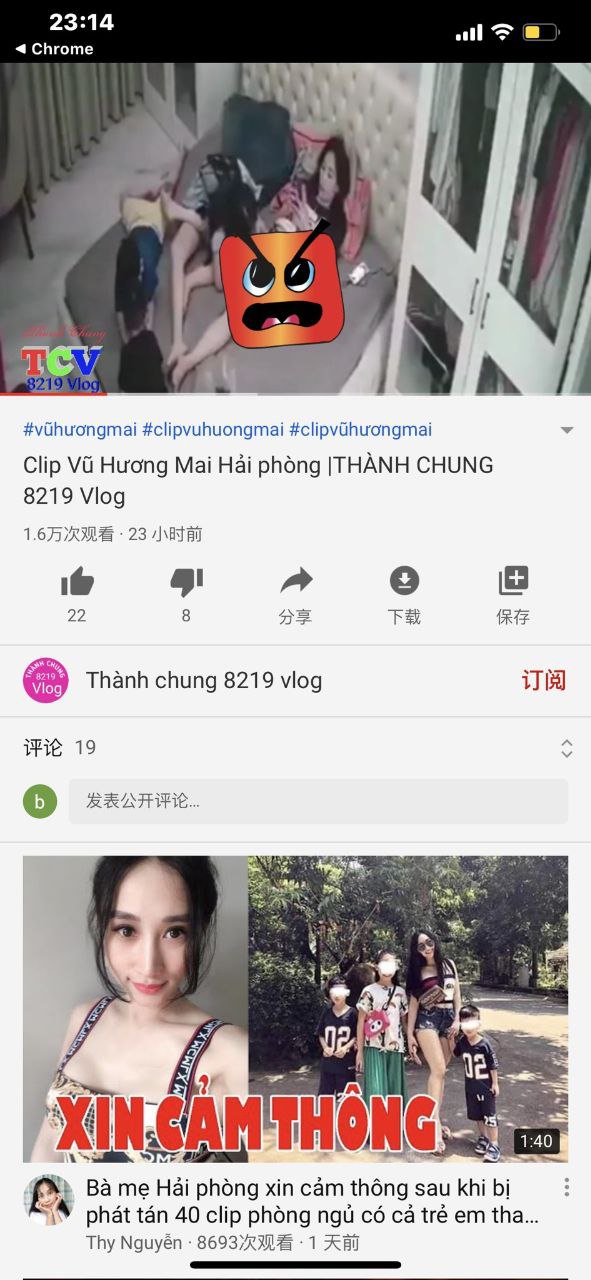 23:14
◀ Chrome
Thành Chung
TCV
8219 Vlog
#vũhươngmai #clipvuhuongmai #clipvũhươngmai
Clip Vũ Hương Mai Hải phòng |THÀNH CHUNG
8219 Vlog
1.6万次观看 · 23 小时前
22
8
分享
下载
保存
THÀNH CHUNG
8219
Vlog
Thành chung 8219 vlog
订阅
评论 19
b
发表公开评论...
02
02
XIN CẢM THÔNG
1:40
Bà mẹ Hải phòng xin cảm thông sau khi bị
phát tán 40 clip phòng ngủ có cả trẻ em tha...
Thy Nguyễn · 8693次观看 · 1 天前